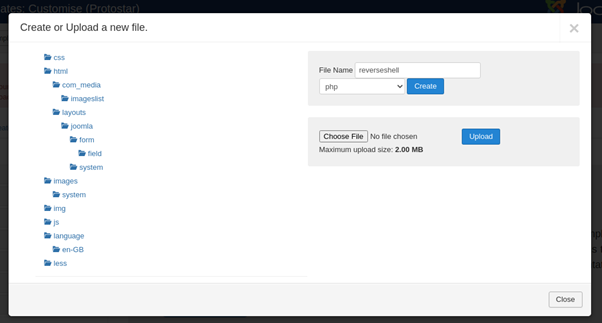 ates: Customise (Protostar)
Create or Upload a new file.
×
css
html
com_media
imageslist
layouts
joomla
form
field
system
images
system
img
js
language
en-GB
less
File Name reverseshell
php Create
Choose File No file chosen Upload
Maximum upload size: 2.00 MB
Close